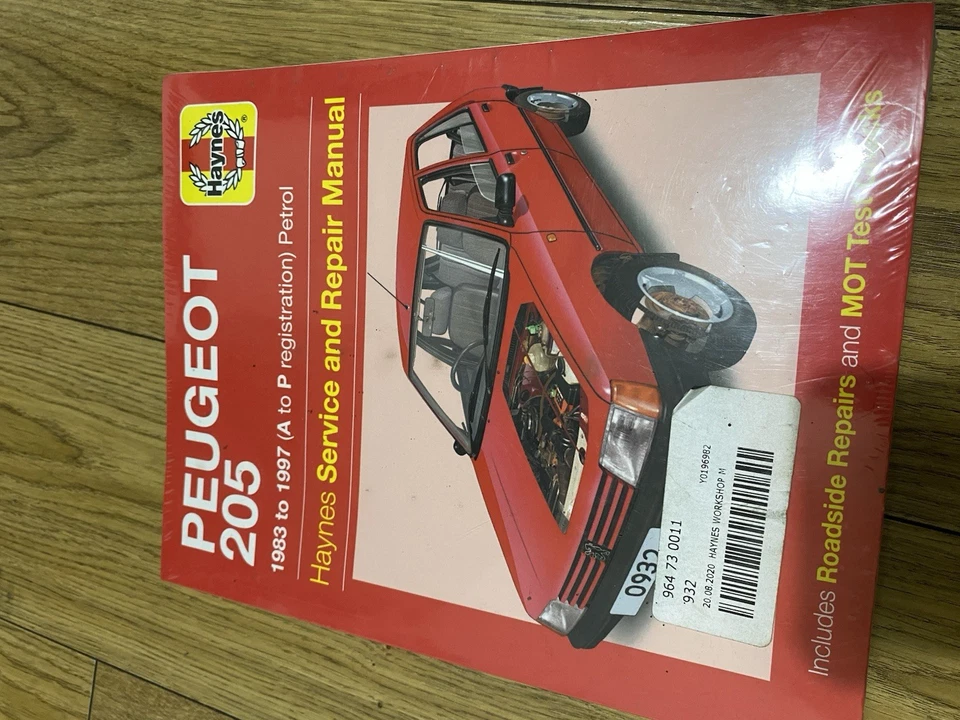 Haynes®
PEUGEOT
205
1983 to 1997 (A to P registration) Petrol
Haynes Service and Repair Manual
0932
964 73 0011
'932
20.08.2020 HAYNES WORKSHOP M Y0196982
Includes Roadside Repairs and MOT Test